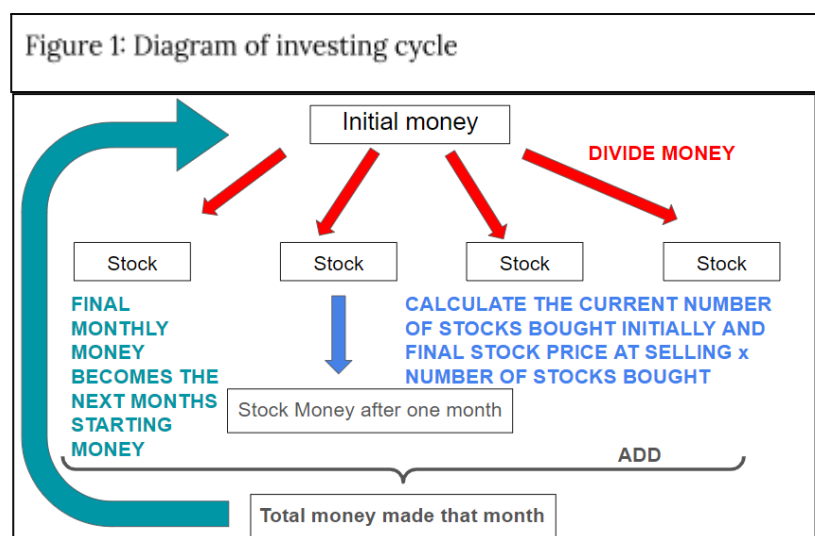 Figure 1: Diagram of investing cycle
Initial money
DIVIDE MONEY
Stock
Stock
Stock
Stock
FINAL
MONTHLY
MONEY
BECOMES THE
NEXT MONTHS
STARTING
MONEY
CALCULATE THE CURRENT NUMBER
OF STOCKS BOUGHT INITIALLY AND
FINAL STOCK PRICE AT SELLING x
NUMBER OF STOCKS BOUGHT
Stock Money after one month
ADD
Total money made that month